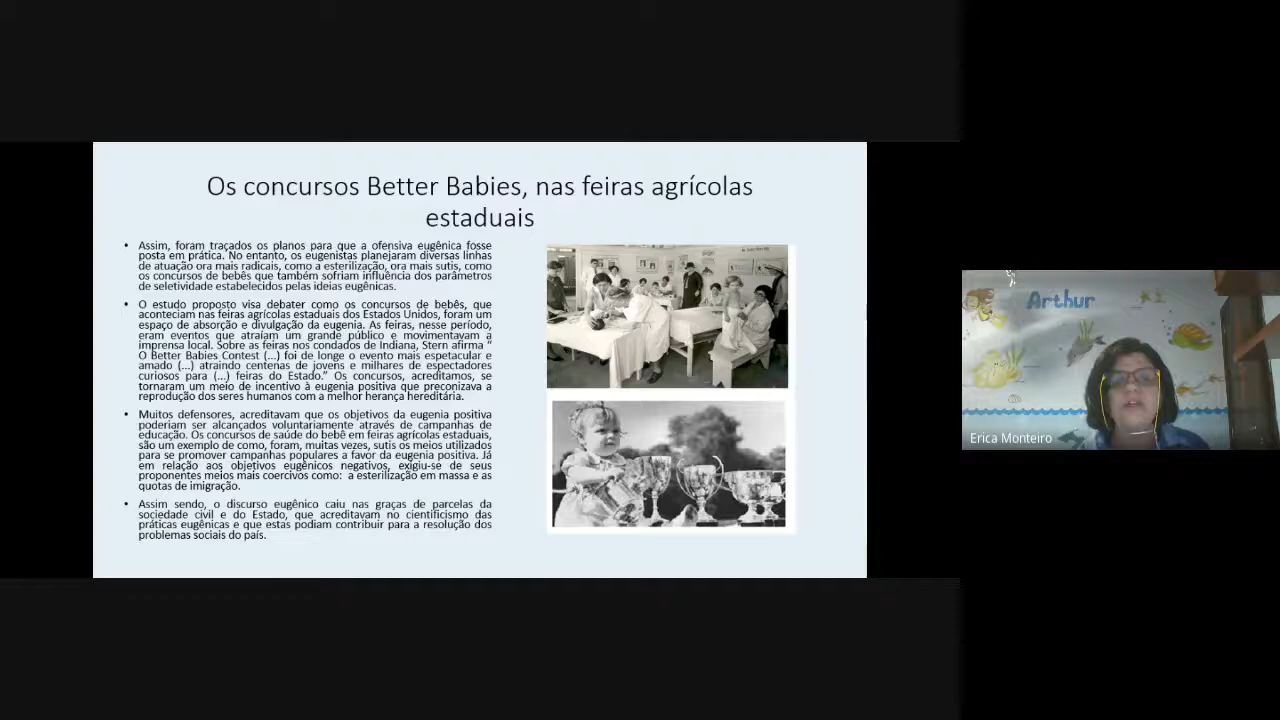 Os concursos Better Babies, nas feiras agrícolas
estaduais
• Assim, foram traçados os planos para que a ofensiva eugênica fosse
posta em prática. No entanto, os eugenistas planejaram diversas linhas
de atuação ora mais radicais, como a esterilização, ora mais sutis, como
os concursos de bebês que também sofriam influência dos parâmetros
de seletividade estabelecidos pelas ideias eugênicas.
• O estudo proposto visa debater como os concursos de bebês, que
aconteciam nas feiras agrícolas estaduais dos Estados Unidos, foram um
espaço de absorção e divulgação da eugenia. As feiras, nesse período,
eram eventos que atraíam um grande público e movimentavam a
imprensa local. Sobre as feiras nos condados de Indiana, Stern afirma “
O Better Babies Contest (...) foi de longe o evento mais espetacular e
amado (...) atraindo centenas de jovens e milhares de espectadores
curiosos para (...) feiras do Estado.” Os concursos, acreditamos, se
tornaram um meio de incentivo à eugenia positiva que preconizava a
reprodução dos seres humanos com a melhor herança hereditária.
• Muitos defensores, acreditavam que os objetivos da eugenia positiva
poderiam ser alcançados voluntariamente através de campanhas de
educação. Os concursos de saúde do bebê em feiras agrícolas estaduais,
são um exemplo de como, foram, muitas vezes, sutis os meios utilizados
para se promover campanhas populares a favor da eugenia positiva. Já
em relação aos objetivos eugênicos negativos, exigiu-se de seus
proponentes meios mais coercivos como: a esterilização em massa e as
quotas de imigração.
• Assim sendo, o discurso eugênico caiu nas graças de parcelas da
sociedade civil e do Estado, que acreditavam no cientificismo das
práticas eugênicas e que estas podiam contribuir para a resolução dos
problemas sociais do país.
Arthur
Erica Monteiro